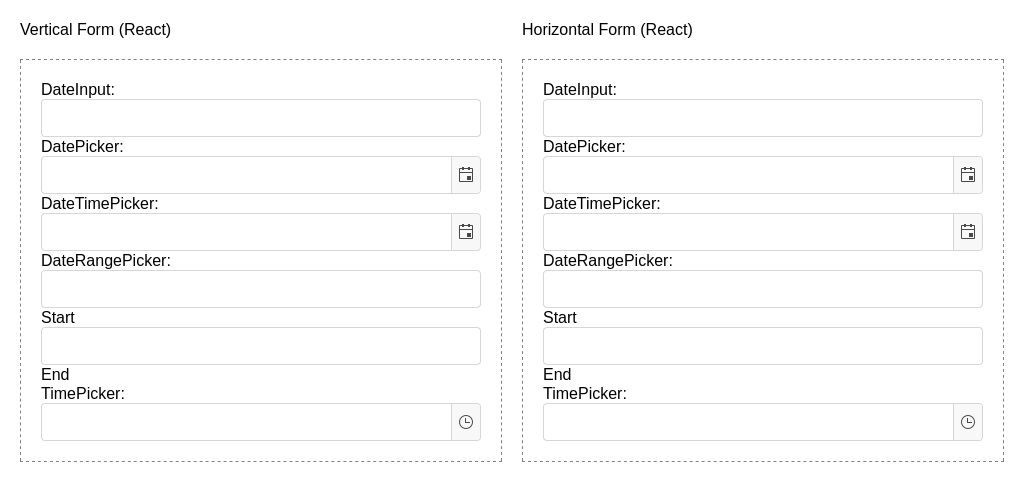 Vertical Form (React)
DateInput:
DatePicker:
DateTimePicker:
DateRangePicker:
Start
End
TimePicker:
Horizontal Form (React)
DateInput:
DatePicker:
DateTimePicker:
DateRangePicker:
Start
End
TimePicker: